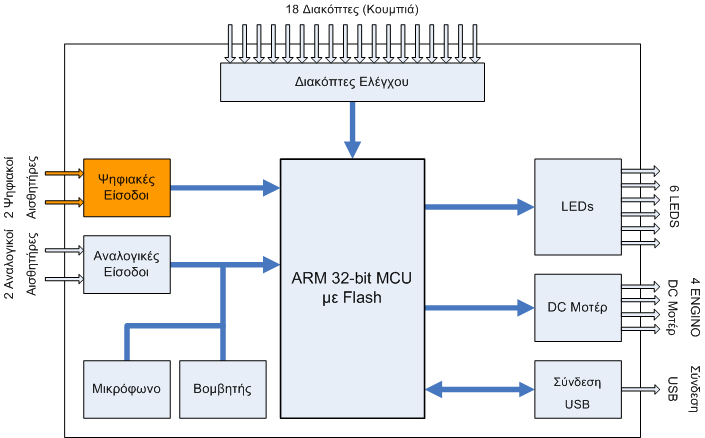 18 Διακόπτες (Κουμπιά)
Διακόπτες Ελέγχου
2 Ψηφιακοί
Αισθητήρες
Ψηφιακές
Είσοδοι
2 Αναλογικοί
Αισθητήρες
Αναλογικές
Είσοδοι
ARM 32-bit MCU
με Flash
Μικρόφωνο
Βομβητής
LEDs
6 LEDS
DC Μοτέρ
4 ENGINO
DC Μοτέρ
Σύνδεση
USB
Σύνδεση
USB